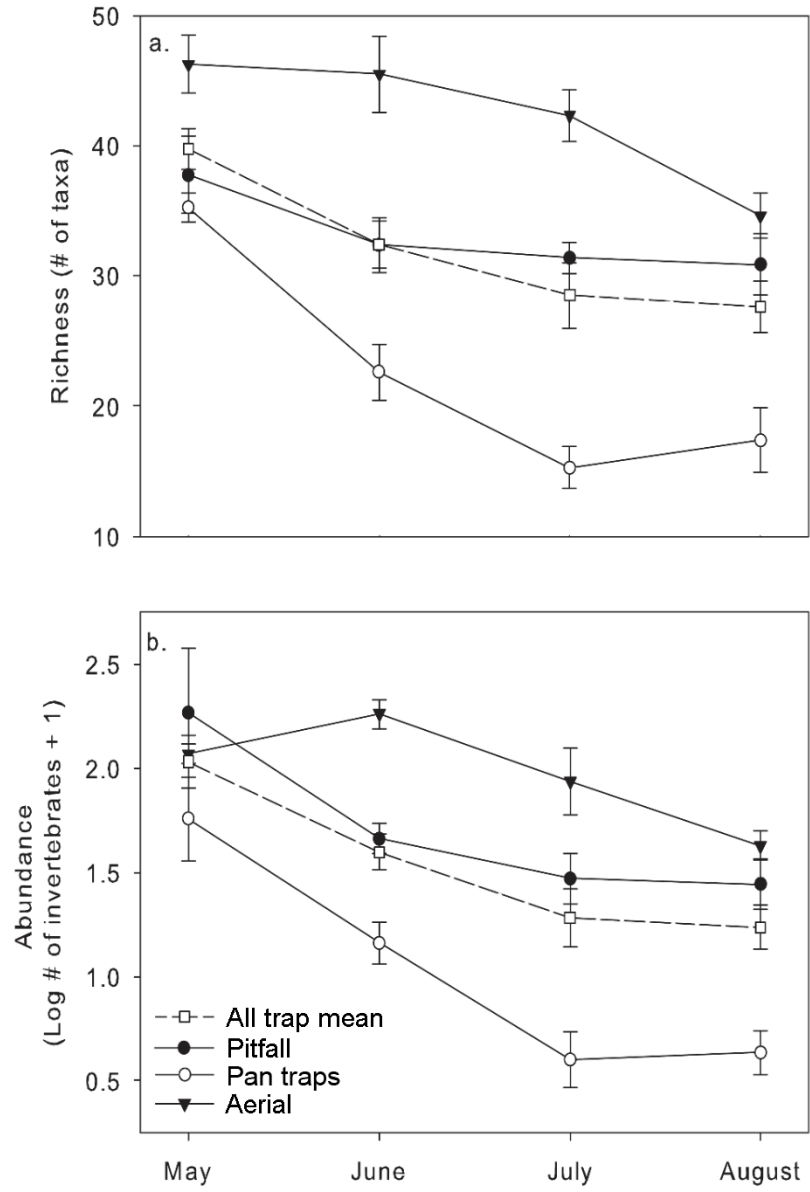 50
40
30
20
10
Richness (# of taxa)
a.
2.5
2.0
1.5
1.0
0.5
Abundance
(Log # of invertebrates + 1)
b.
All trap mean
Pitfall
Pan traps
Aerial
May June July August